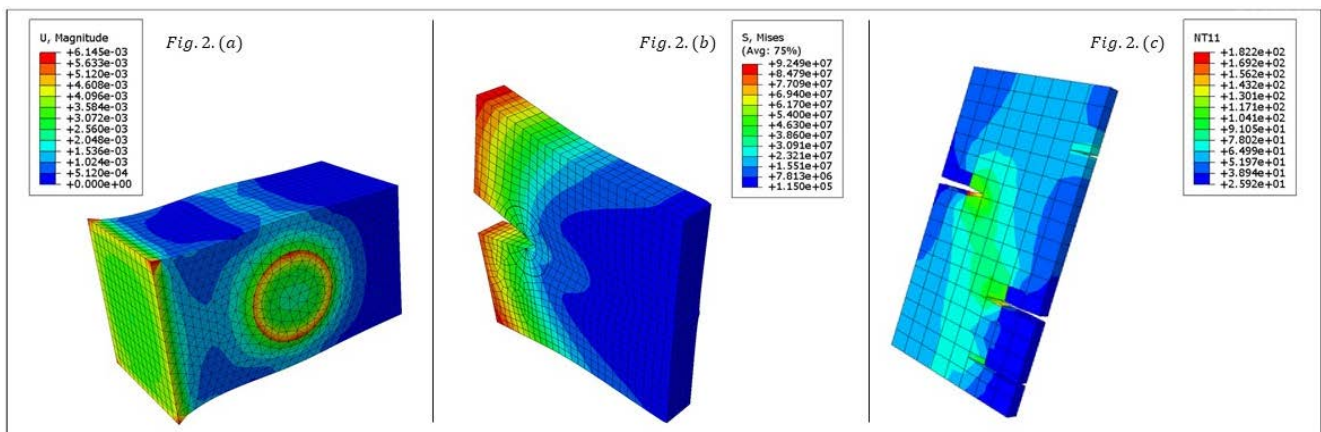 U, Magnitude
+6.145e-03
+5.633e-03
+5.120e-03
+4.608e-03
+4.096e-03
+3.584e-03
+3.072e-03
+2.560e-03
+2.048e-03
+1.536e-03
+1.024e-03
+5.120e-04
+0.000e+00
Fig. 2. (a)
Fig. 2. (b)
S, Mises
(Avg: 75%)
+9.249e+07
+8.479e+07
+7.709e+07
+6.940e+07
+6.170e+07
+5.400e+07
+4.630e+07
+3.860e+07
+3.091e+07
+2.321e+07
+1.551e+07
+7.813e+06
+1.150e+05
Fig. 2. (c)
NT11
+1.822e+02
+1.692e+02
+1.562e+02
+1.432e+02
+1.301e+02
+1.171e+02
+1.041e+02
+9.105e+01
+7.802e+01
+6.499e+01
+5.197e+01
+3.894e+01
+2.592e+01